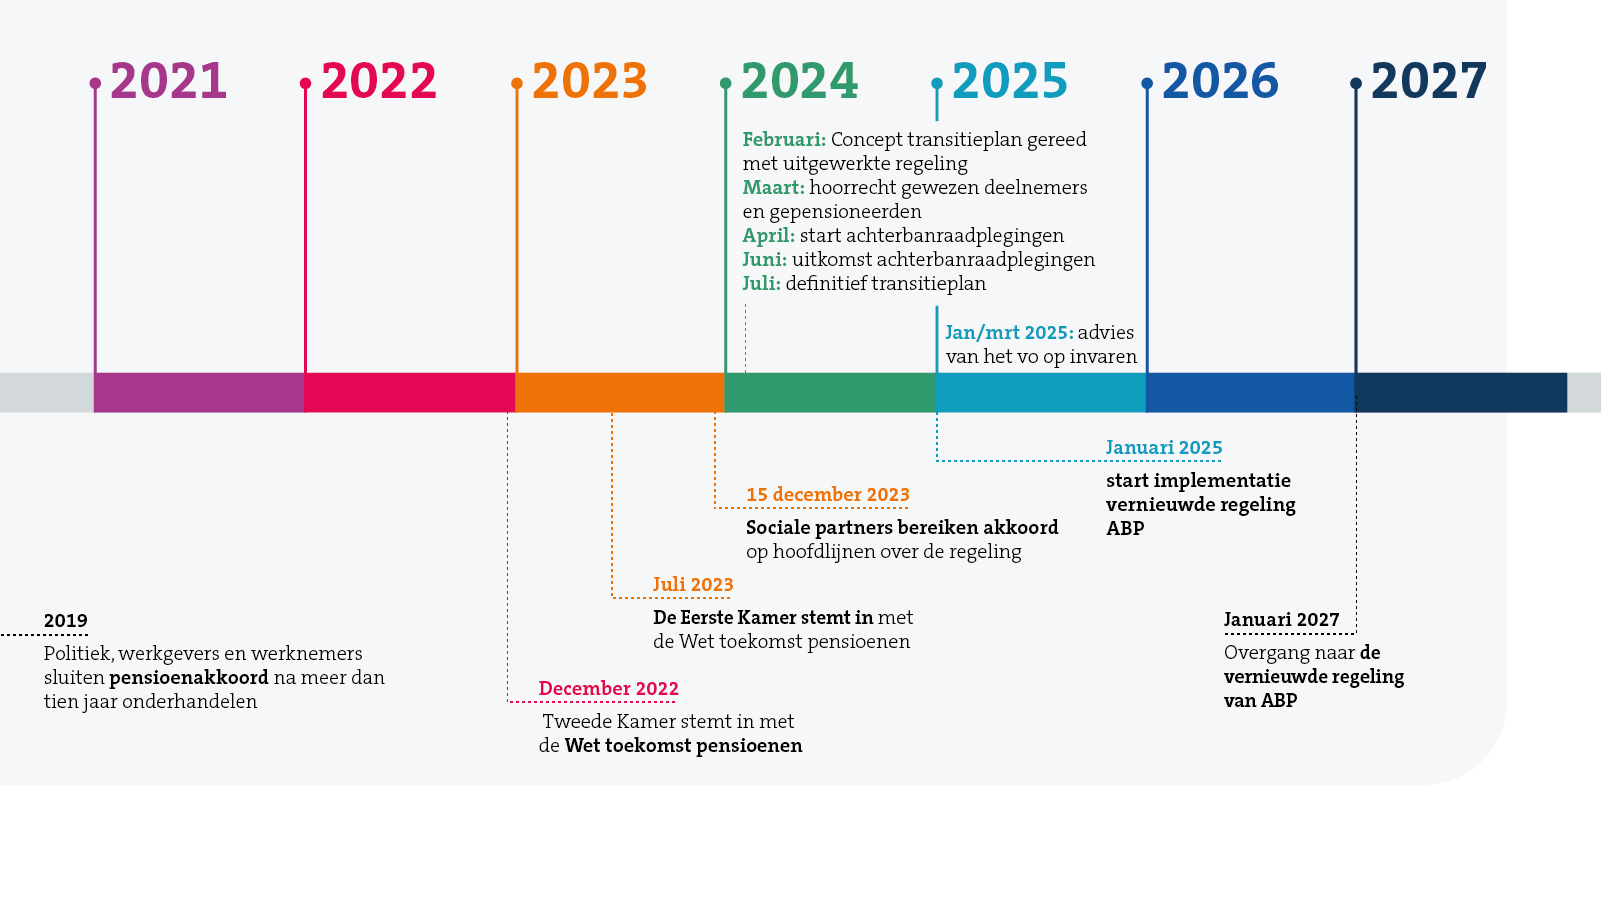 2021
2022
2023
2024
2025
2026
2027
Februari: Concept transitieplan gereed
met uitgewerkte regeling
Maart: hoorrecht gewezen deelnemers
en gepensioneerden
April: start achterbanraadplegingen
Juni: uitkomst achterbanraadplegingen
Juli: definitief transitieplan
Jan/mrt 2025: advies
van het vo op invaren
Januari 2025
start implementatie
vernieuwde regeling
ABP
15 december 2023
Sociale partners bereiken akkoord
op hoofdlijnen over de regeling
Juli 2023
De Eerste Kamer stemt in met
de Wet toekomst pensioenen
2019
Politiek, werkgevers en werknemers
sluiten pensioenakkoord na meer dan
tien jaar onderhandelen
December 2022
Tweede Kamer stemt in met
de Wet toekomst pensioenen
Januari 2027
Overgang naar de
vernieuwde regeling
van ABP